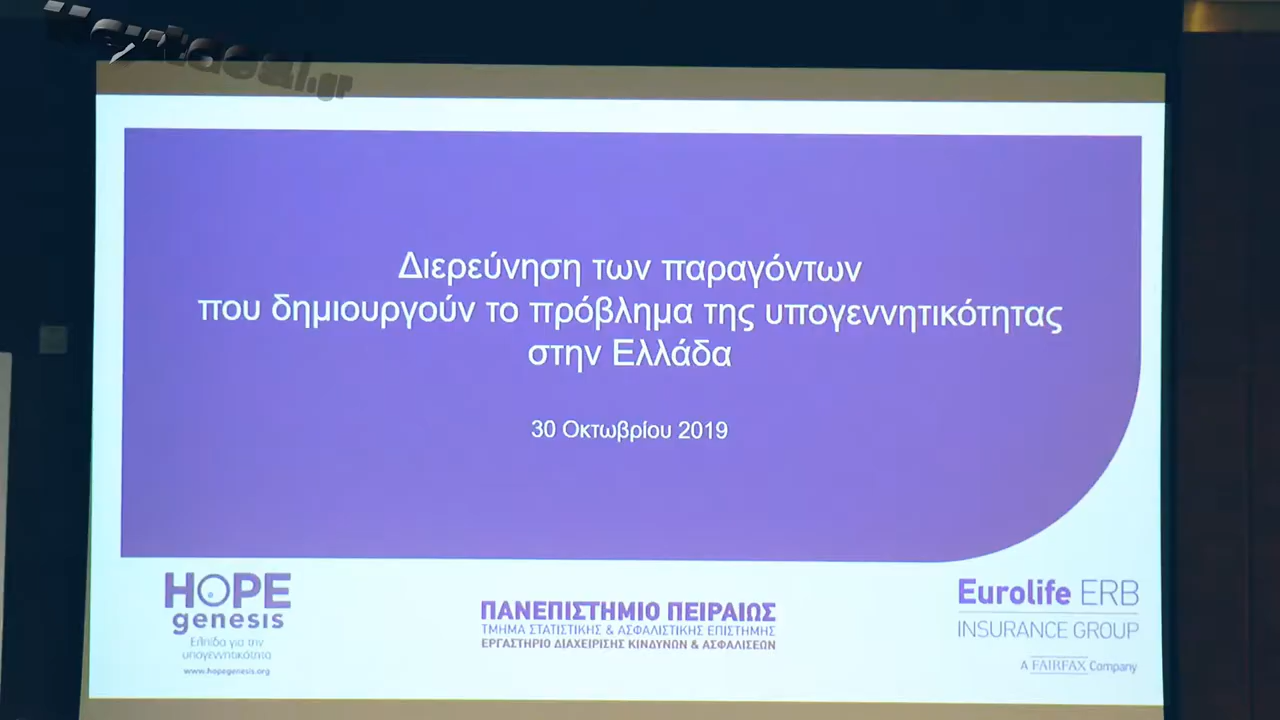 Nextdeal.gr
Διερεύνηση των παραγόντων
που δημιουργούν το πρόβλημα της υπογεννητικότητας
στην Ελλάδα
30 Οκτωβρίου 2019
HOPE
genesis
Ελπίδα για την
υπογεννητικότητα
www.hopegenesis.org
ΠΑΝΕΠΙΣΤΗΜΙΟ ΠΕΙΡΑΙΩΣ
ΤΜΗΜΑ ΣΤΑΤΙΣΤΙΚΗΣ & ΑΣΦΑΛΙΣΤΙΚΗΣ ΕΠΙΣΤΗΜΗΣ
ΕΡΓΑΣΤΗΡΙΟ ΔΙΑΧΕΙΡΙΣΗΣ ΚΙΝΔΥΝΩΝ & ΑΣΦΑΛΙΣΕΩΝ
Eurolife ERB
INSURANCE GROUP
A FAIRFAX Company